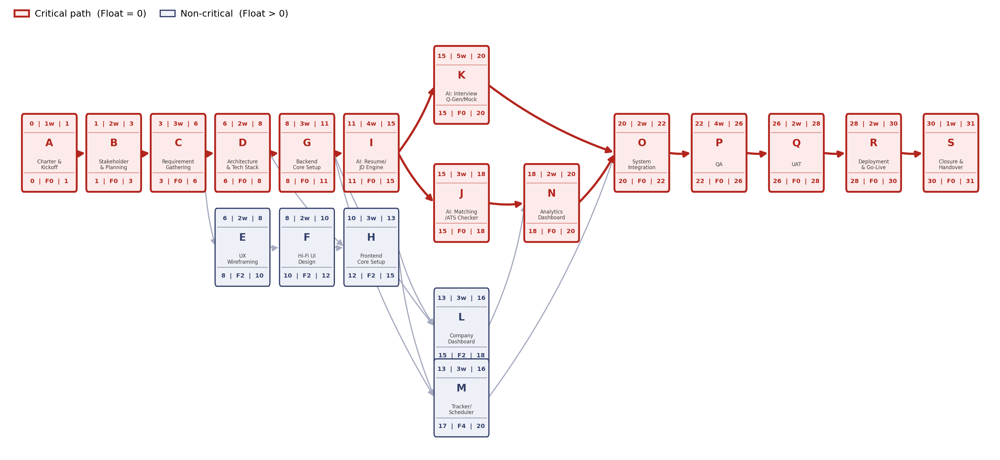 Critical path  (Float = 0)
Non-critical  (Float > 0)
0 | 1w | 1
A
Charter &
Kickoff
0 | F0 | 1
1 | 2w | 3
B
Stakeholder
& Planning
1 | F0 | 3
3 | 3w | 6
C
Requirement
Gathering
3 | F0 | 6
6 | 2w | 8
D
Architecture
& Tech Stack
6 | F0 | 8
8 | 3w | 11
G
Backend
Core Setup
8 | F0 | 11
11 | 4w | 15
I
AI: Resume/
JD Engine
11 | F0 | 15
6 | 2w | 8
E
UX
Wireframing
8 | F2 | 10
8 | 2w | 10
F
Hi-Fi UI
Design
10 | F2 | 12
10 | 3w | 13
H
Frontend
Core Setup
12 | F2 | 15
15 | 5w | 20
K
AI: Interview
Q-Gen/Mock
15 | F0 | 20
15 | 3w | 18
J
AI: Matching
/ATS Checker
15 | F0 | 18
18 | 2w | 20
N
Analytics
Dashboard
18 | F0 | 20
13 | 3w | 16
L
Company
Dashboard
15 | F2 | 18
13 | 3w | 16
M
Tracker/
Scheduler
17 | F4 | 20
20 | 2w | 22
O
System
Integration
20 | F0 | 22
22 | 4w | 26
P
QA
22 | F0 | 26
26 | 2w | 28
Q
UAT
26 | F0 | 28
28 | 2w | 30
R
Deployment
& Go-Live
28 | F0 | 30
30 | 1w | 31
S
Closure &
Handover
30 | F0 | 31